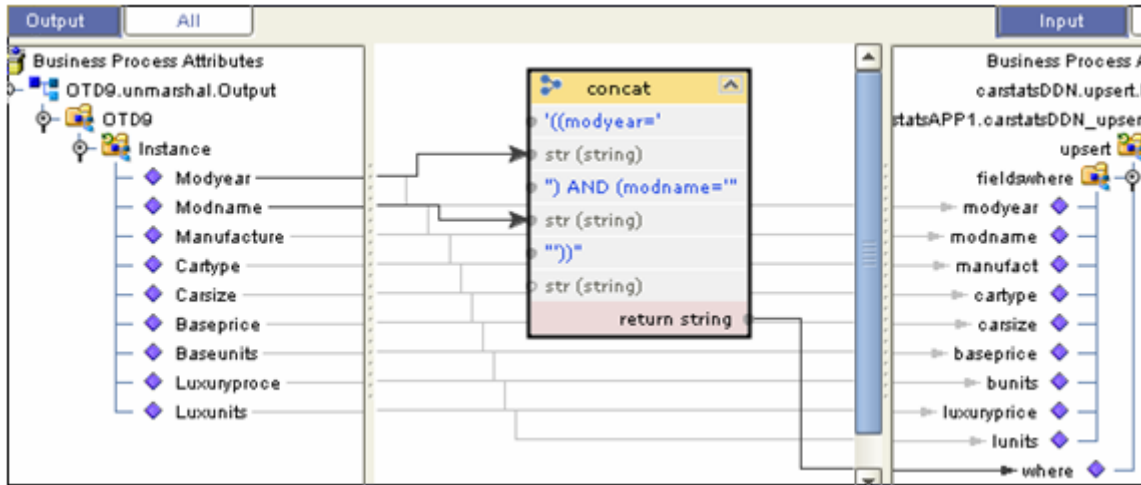 Output
All
Input
Business Process Attributes
OTD9.unmarshal.Output
OTD9
Instance
Modyear
Modname
Manufacture
Cartype
Carsize
Baseprice
Baseunits
Luxuryproce
Luxunits
concat
'((modyear='
str (string)
") AND (modname='"
str (string)
"'))"
str (string)
return string
Business Process A
carstatsDDN.upsert.
statsAPP1.carstatsDDN_upser
upsert
fieldswhere
modyear
modname
manufact
cartype
carsize
baseprice
bunits
luxuryprice
lunits
where